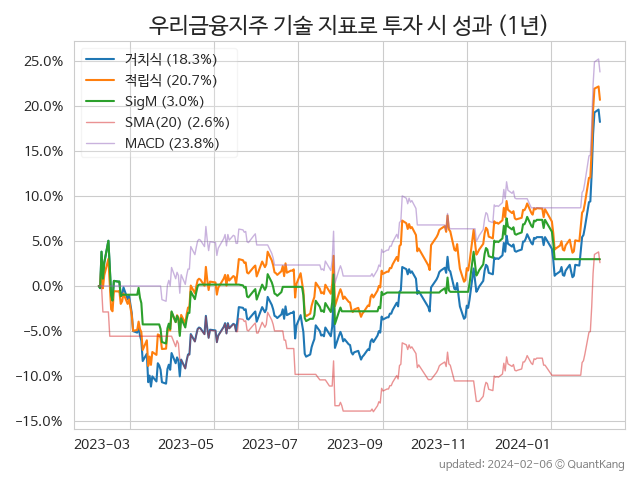 우리금융지주 기술 지표로 투자 시 성과 (1년)
거치식 (18.3%)
적립식 (20.7%)
SigM (3.0%)
SMA(20) (2.6%)
MACD (23.8%)
25.0%
20.0%
15.0%
10.0%
5.0%
0.0%
−5.0%
−10.0%
−15.0%
2023-03
2023-05
2023-07
2023-09
2023-11
2024-01
updated: 2024-02-06 © QuantKang